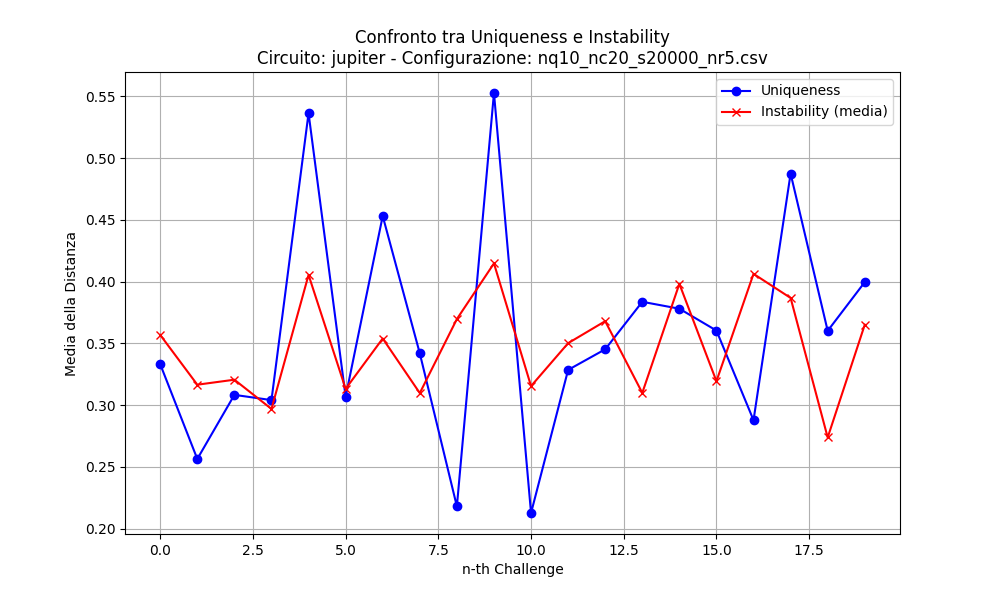 Confronto tra Uniqueness e Instability
Circuito: jupiter - Configurazione: nq10_nc20_s20000_nr5.csv
Uniqueness
Instability (media)
Media della Distanza
0.55
0.50
0.45
0.40
0.35
0.30
0.25
0.20
0.0 2.5 5.0 7.5 10.0 12.5 15.0 17.5
n-th Challenge